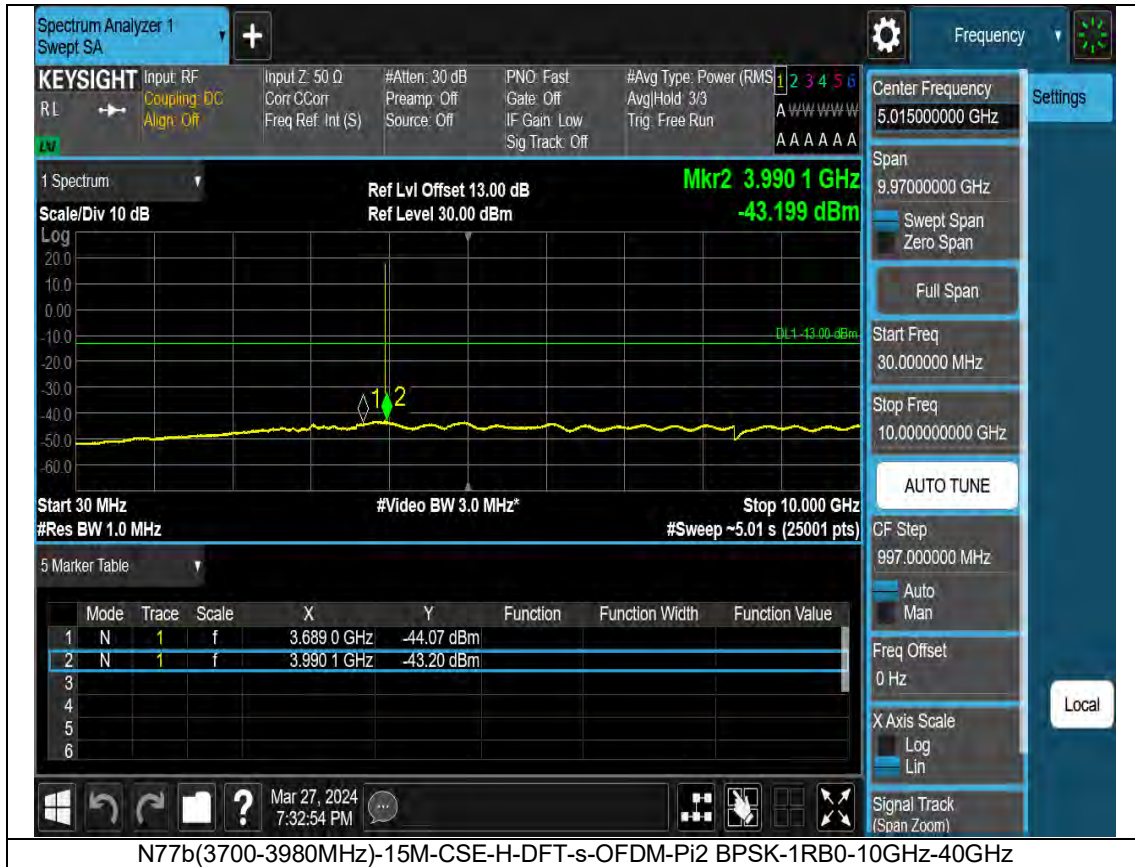 Spectrum Analyzer 1
Swept SA
Frequency
KEYSIGHT
RL
Input: RF
Coupling: DC
Align: Off
Input Z: 50 Ω
Corr CCorr
Freq Ref: Int (S)
#Atten: 30 dB
Preamp: Off
Source: Off
PNO: Fast
Gate: Off
IF Gain: Low
Sig Track: Off
#Avg Type: Power (RMS
Avg|Hold: 3/3
Trig: Free Run
1 2 3 4 5 6
A W W W W W
A A A A A A
1 Spectrum
Scale/Div 10 dB
Ref Lvl Offset 13.00 dB
Ref Level 30.00 dBm
Mkr2 3.990 1 GHz
-43.199 dBm
Log
20.0
10.0
0.00
-10.0
-20.0
-30.0
-40.0
-50.0
-60.0
DL1 -13.00 dBm
1
2
Start 30 MHz
#Video BW 3.0 MHz*
Stop 10.000 GHz
#Res BW 1.0 MHz
#Sweep ~5.01 s (25001 pts)
5 Marker Table
Mode Trace Scale X Y Function Function Width Function Value
1 N 1 f 3.689 0 GHz -44.07 dBm
2 N 1 f 3.990 1 GHz -43.20 dBm
3
4
5
6
Mar 27, 2024
7:32:54 PM
Center Frequency
5.015000000 GHz
Settings
Span
9.97000000 GHz
Swept Span
Zero Span
Full Span
Start Freq
30.000000 MHz
Stop Freq
10.000000000 GHz
AUTO TUNE
CF Step
997.000000 MHz
Auto
Man
Freq Offset
0 Hz
Local
X Axis Scale
Log
Lin
Signal Track
(Span Zoom)
N77b(3700-3980MHz)-15M-CSE-H-DFT-s-OFDM-Pi2 BPSK-1RB0-10GHz-40GHz